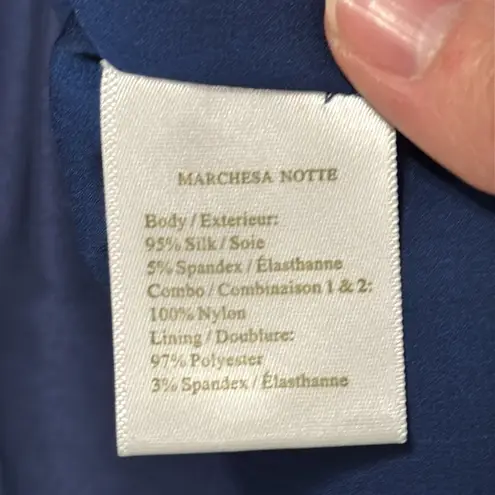 MARCHESA NOTTE
Body / Exterieur:
95% Silk / Soie
5% Spandex / Élasthanne
Combo / Combinaison 1 & 2:
100% Nylon
Lining / Doublure:
97% Polyester
3% Spandex / Élasthanne